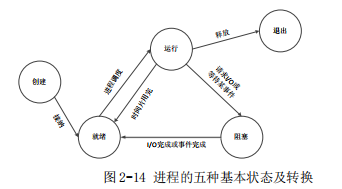 退出
释放
运行
请求I/O或
等待某事件
进程调度
时间片用完
创建
接纳
就绪
阻塞
I/O完成或事件完成
图2-14 进程的五种基本状态及转换